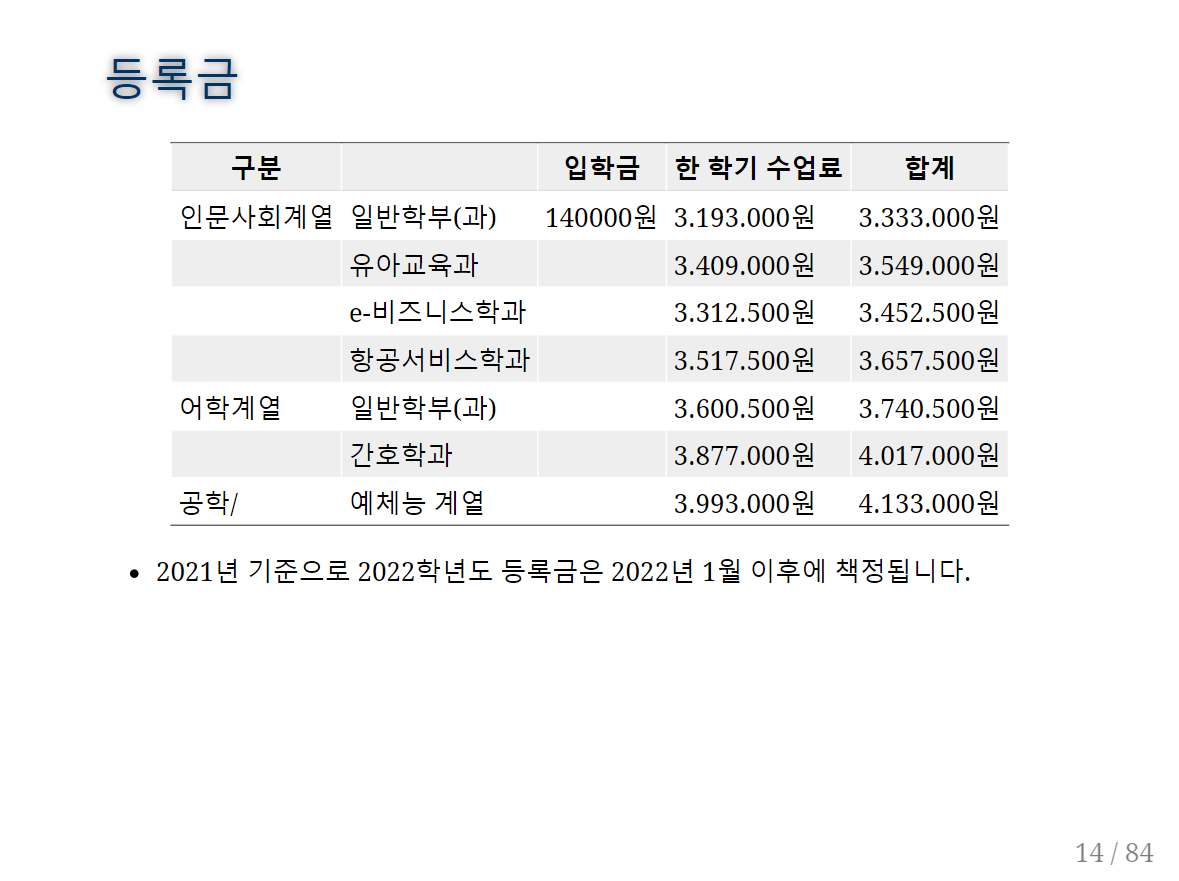 등록금
구분 입학금 한 학기 수업료 합계
인문사회계열 일반학부(과) 140000원 3.193.000원 3.333.000원
유아교육과 3.409.000원 3.549.000원
e-비즈니스학과 3.312.500원 3.452.500원
항공서비스학과 3.517.500원 3.657.500원
어학계열 일반학부(과) 3.600.500원 3.740.500원
간호학과 3.877.000원 4.017.000원
공학/ 예체능 계열 3.993.000원 4.133.000원
• 2021년 기준으로 2022학년도 등록금은 2022년 1월 이후에 책정됩니다.
14 / 84